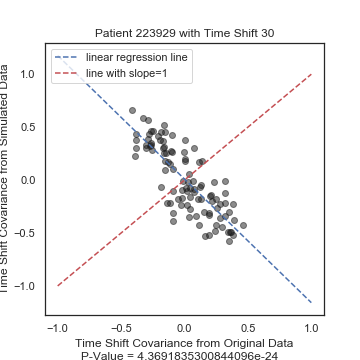 Patient 223929 with Time Shift 30
linear regression line
line with slope=1
Time Shift Covariance from Simulated Data
1.0
0.5
0.0
−0.5
−1.0
−1.0 −0.5 0.0 0.5 1.0
Time Shift Covariance from Original Data
P-Value = 4.3691835300844096e-24